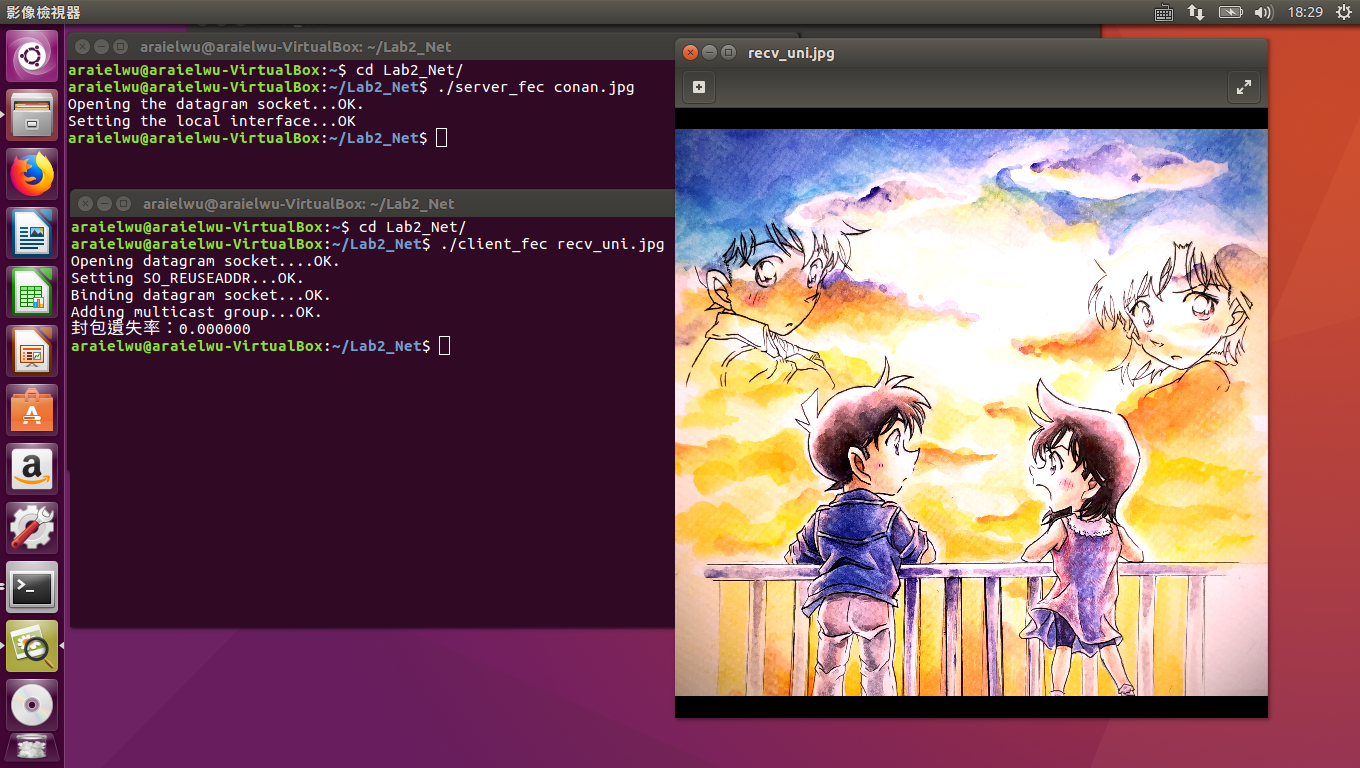 影像檢視器
18:29
araielwu@araielwu-VirtualBox: ~/Lab2_Net
araielwu@araielwu-VirtualBox:~$ cd Lab2_Net/
araielwu@araielwu-VirtualBox:~/Lab2_Net$ ./server_fec conan.jpg
Opening the datagram socket...OK.
Setting the local interface...OK
araielwu@araielwu-VirtualBox:~/Lab2_Net$
araielwu@araielwu-VirtualBox: ~/Lab2_Net
araielwu@araielwu-VirtualBox:~$ cd Lab2_Net/
araielwu@araielwu-VirtualBox:~/Lab2_Net$ ./client_fec recv_uni.jpg
Opening datagram socket....OK.
Setting SO_REUSEADDR...OK.
Binding datagram socket...OK.
Adding multicast group...OK.
封包遺失率：0.000000
araielwu@araielwu-VirtualBox:~/Lab2_Net$
recv_uni.jpg